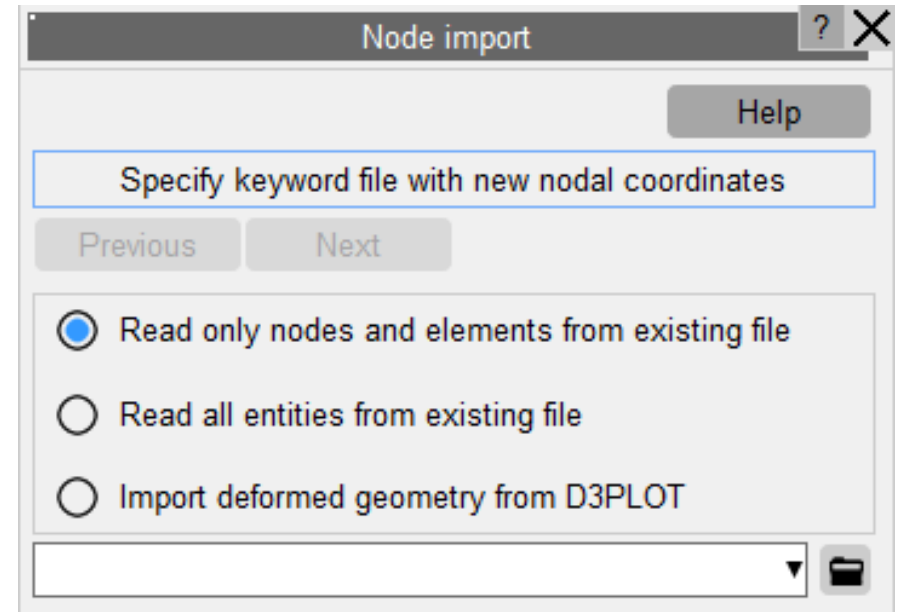 Node import
?
Help
Specify keyword file with new nodal coordinates
Previous Next
Read only nodes and elements from existing file
Read all entities from existing file
Import deformed geometry from D3PLOT